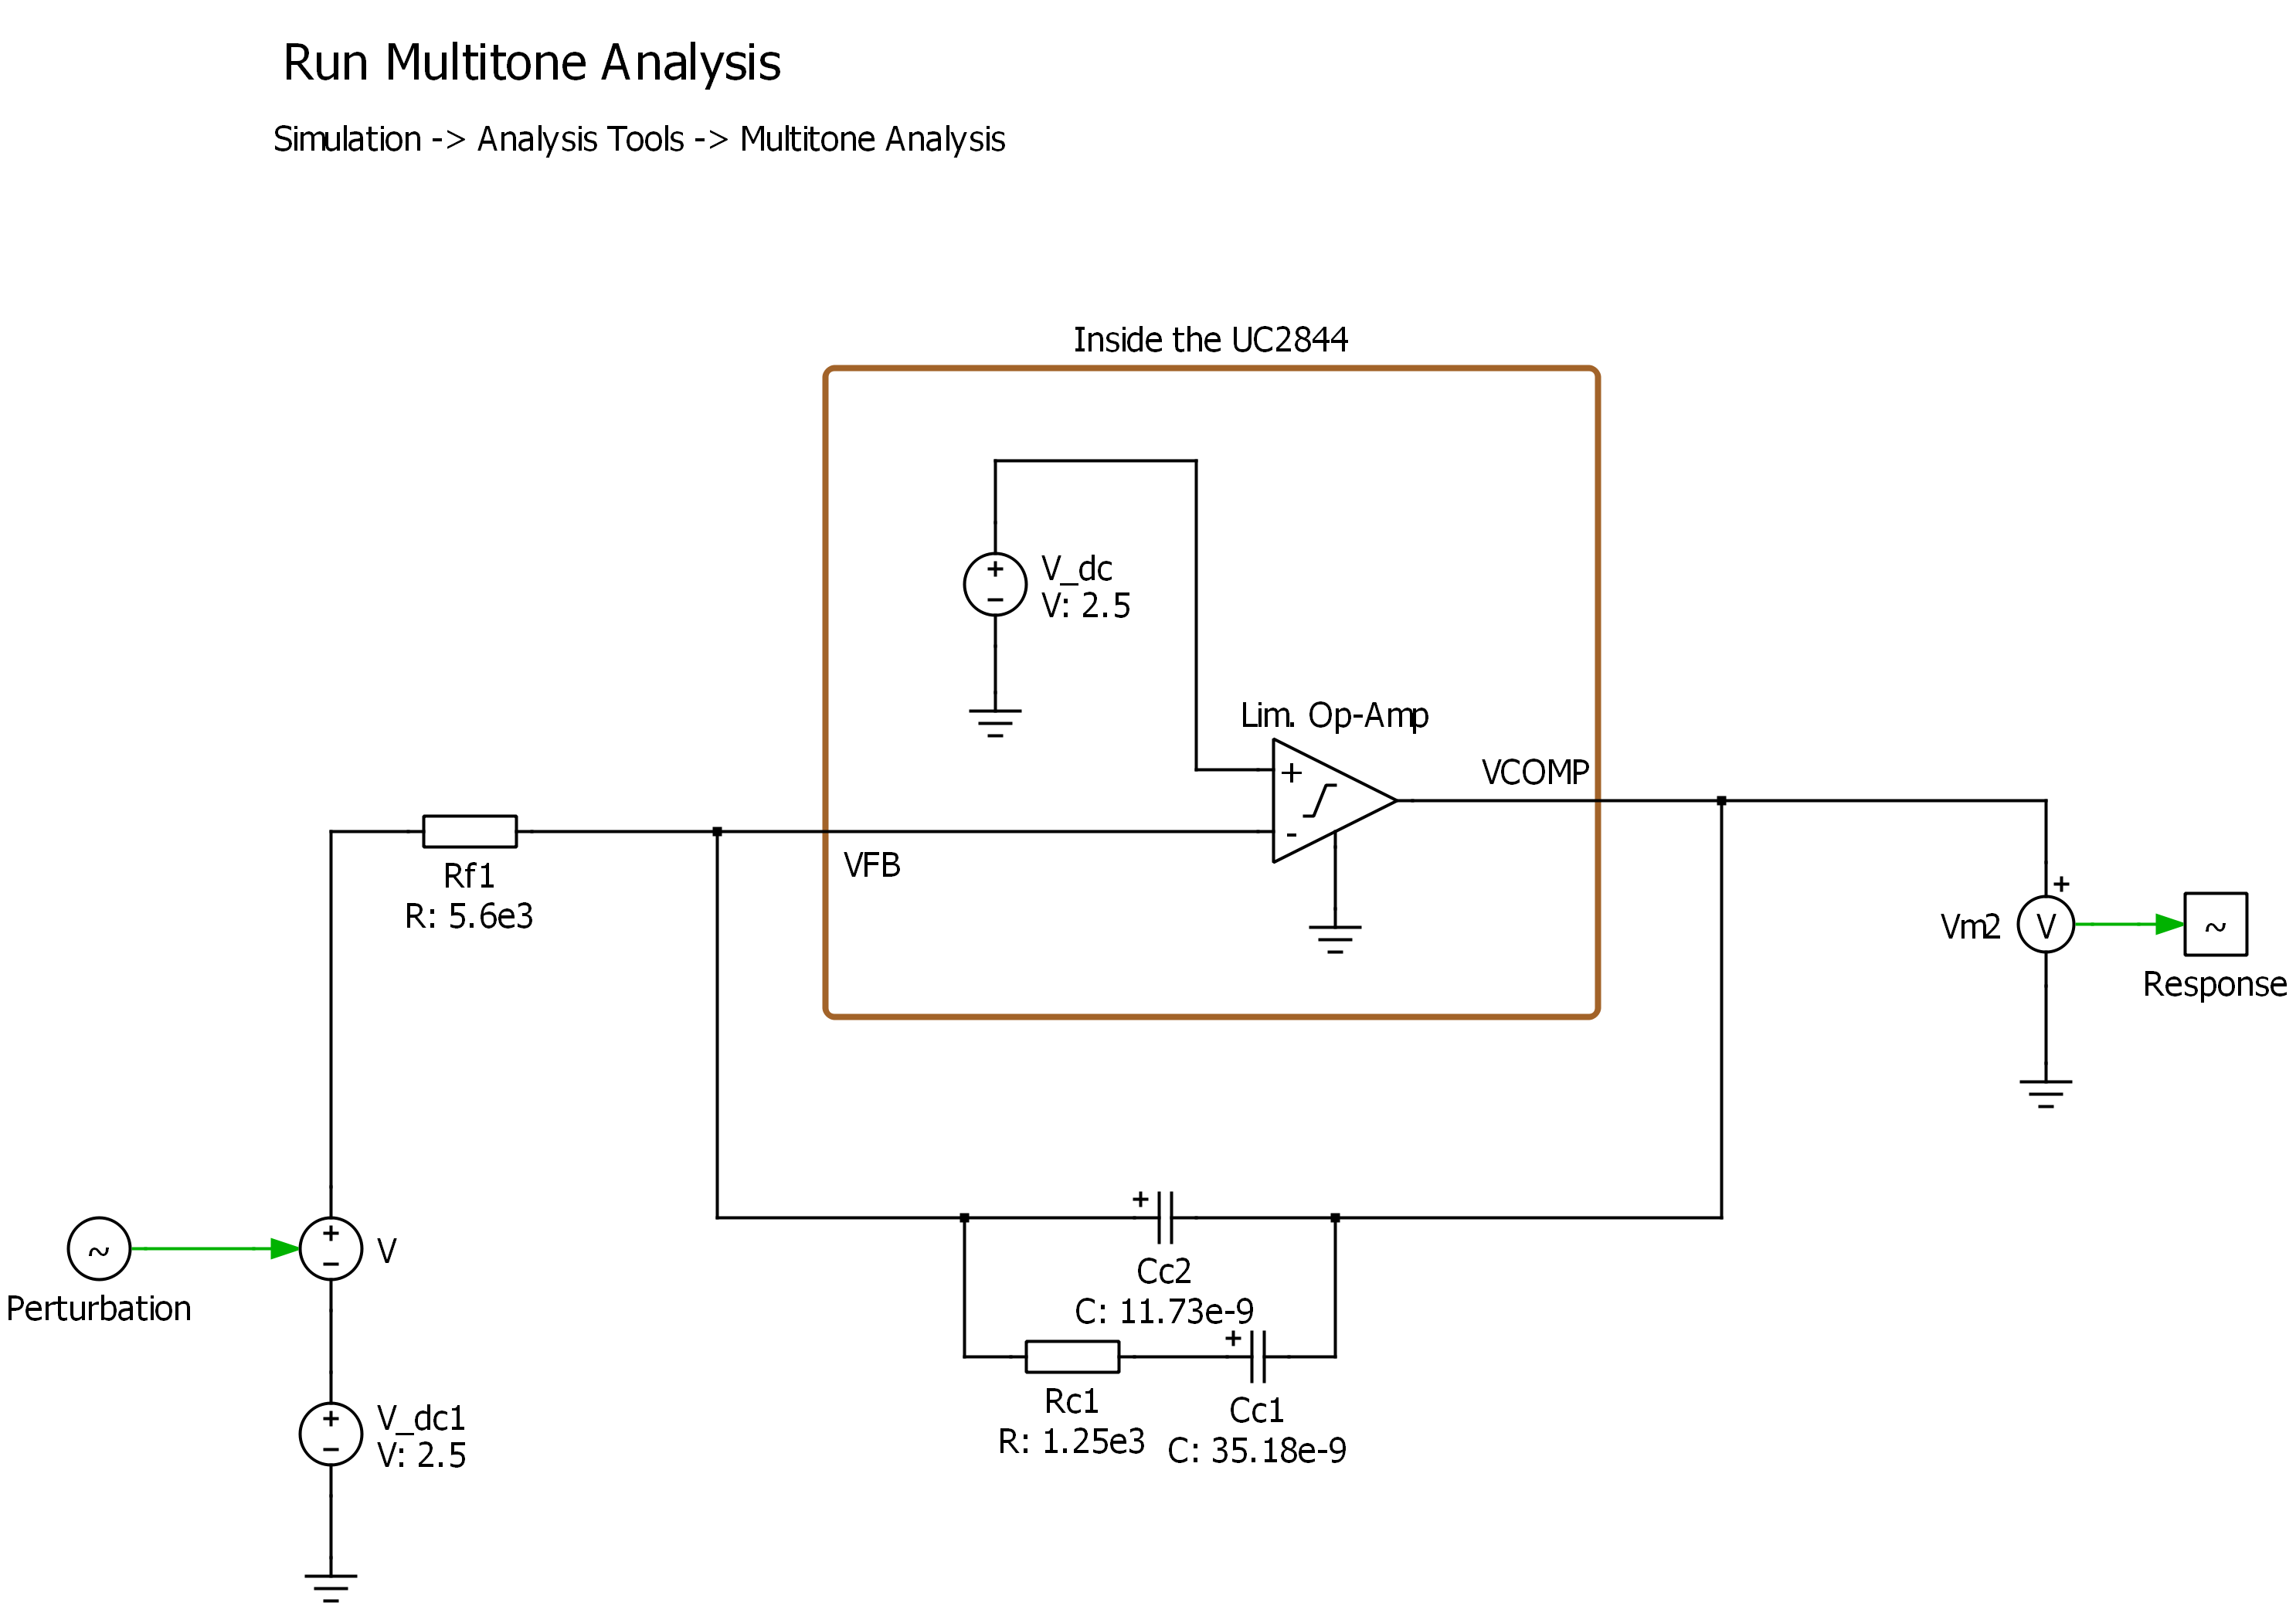 Run Multitone Analysis
Simulation -> Analysis Tools -> Multitone Analysis
Inside the UC2844
+
−
V_dc
V: 2.5
Lim. Op-Amp
+
-
VCOMP
VFB
Rf1
R: 5.6e3
+
Vm2
V
~
Response
~
Perturbation
+
−
V
+
Cc2
C: 11.73e-9
+
Rc1
R: 1.25e3
Cc1
C: 35.18e-9
+
−
V_dc1
V: 2.5